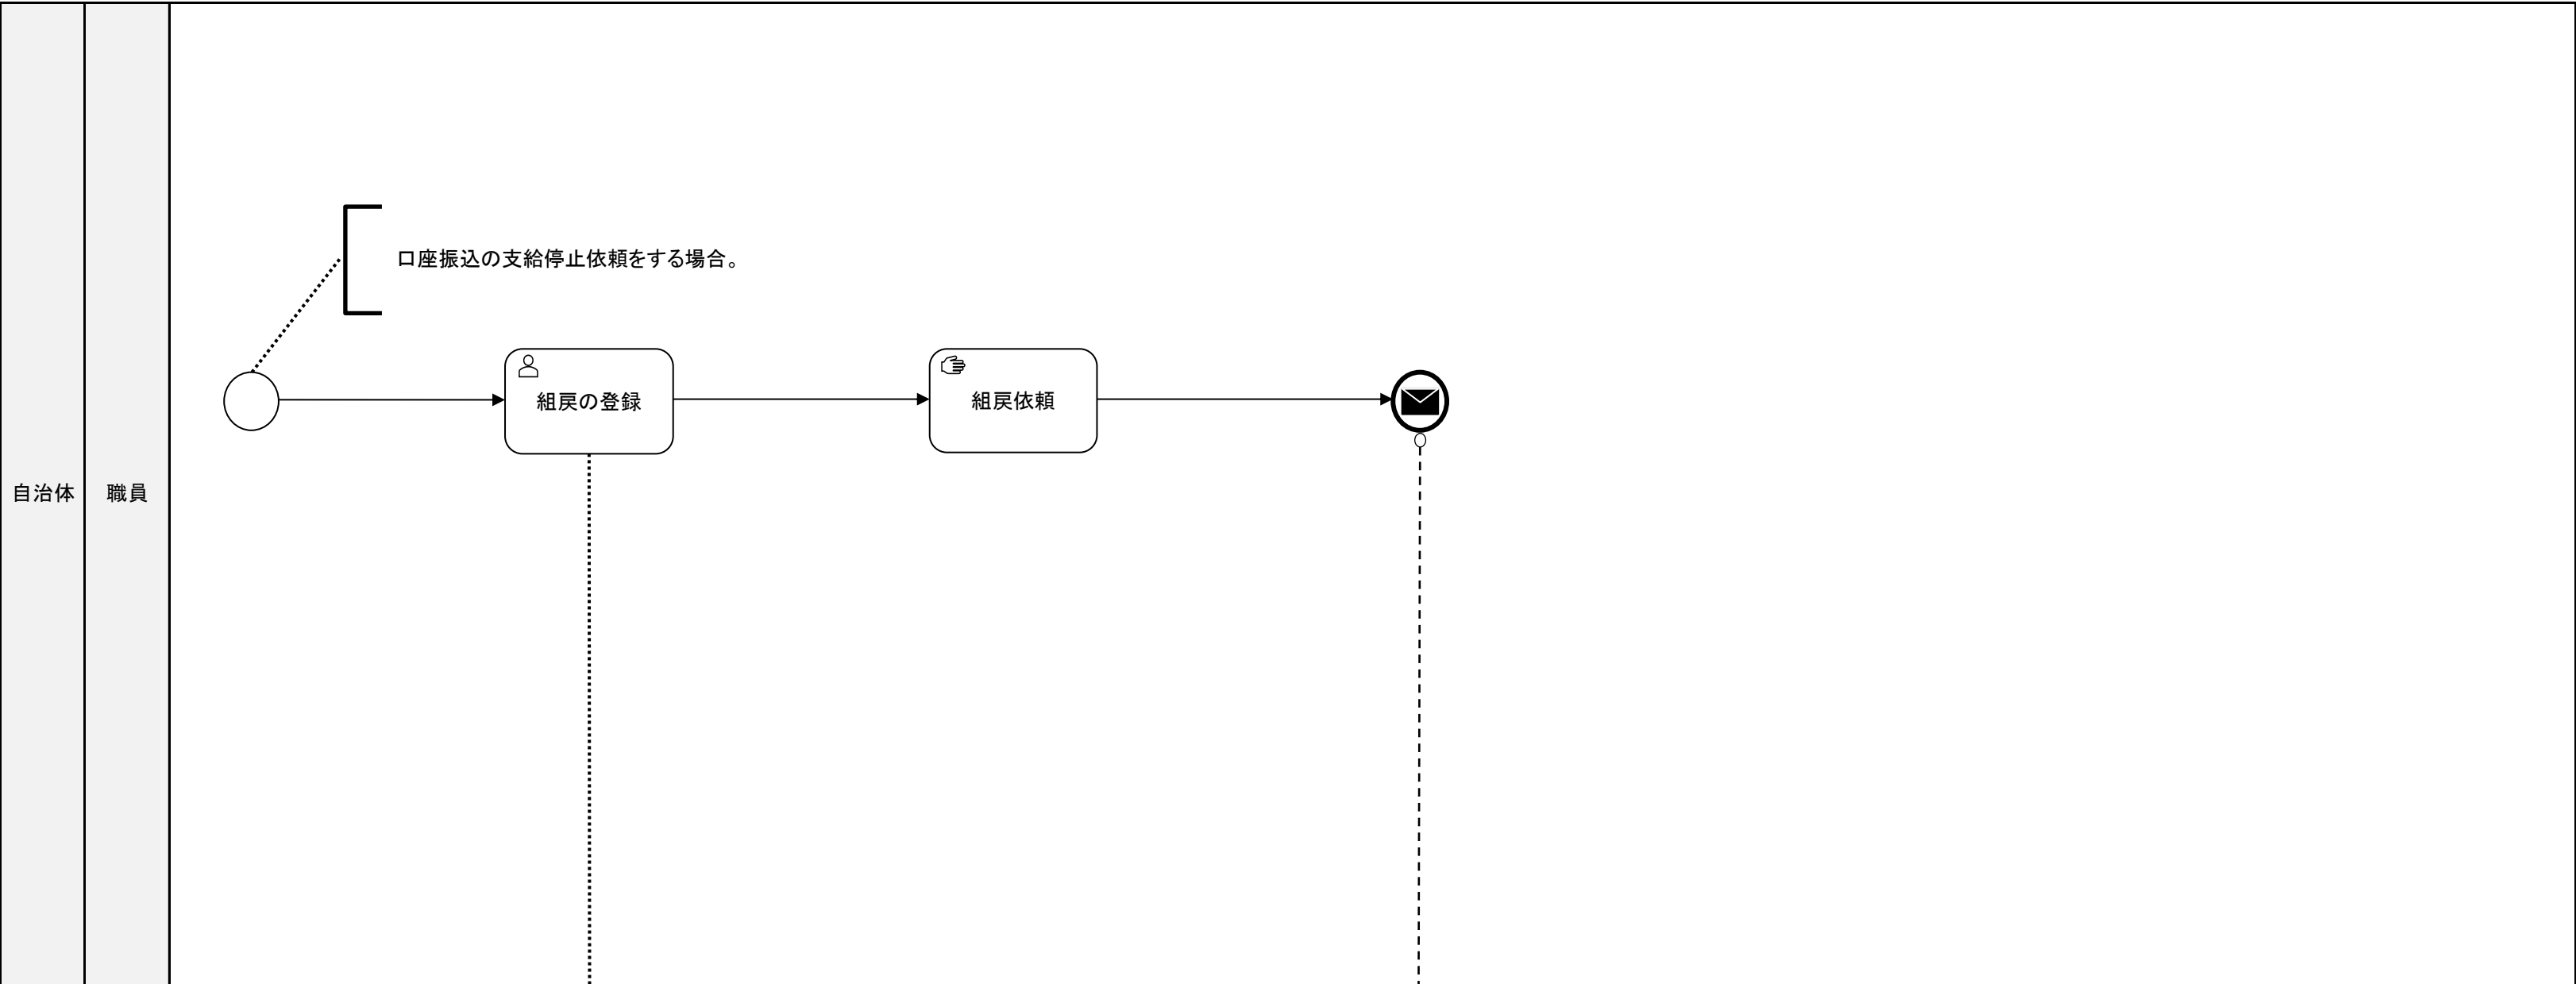 口座振込の支給停止依頼をする場合。
組戻の登録
組戻依頼
自治体
職員